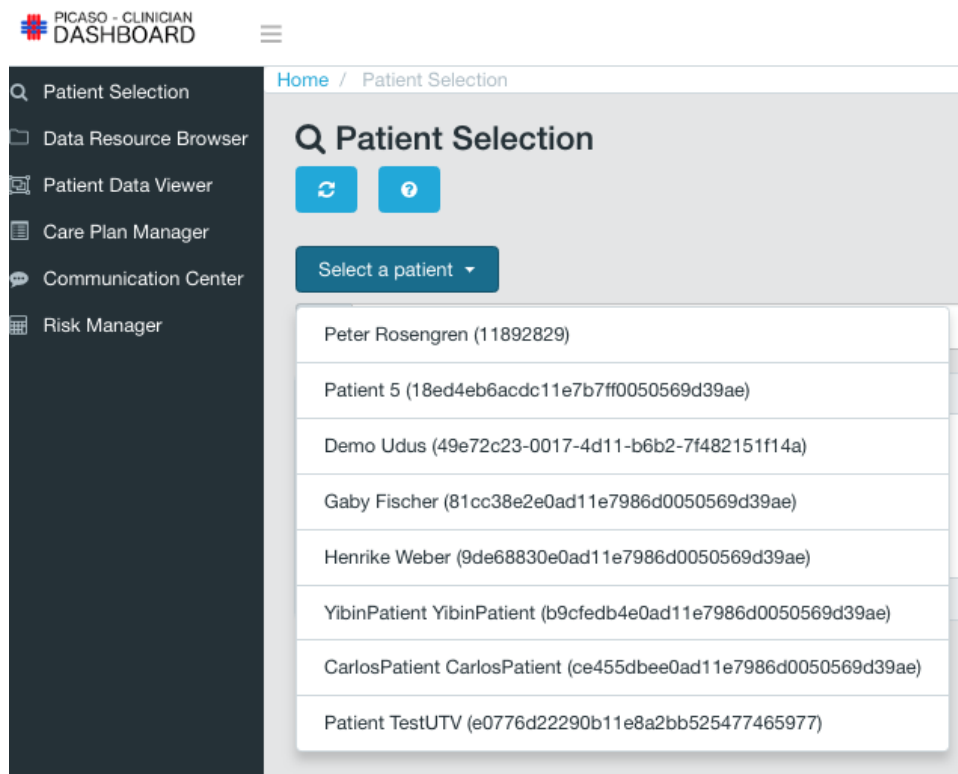 PICASO - CLINICIAN
DASHBOARD
Patient Selection
Data Resource Browser
Patient Data Viewer
Care Plan Manager
Communication Center
Risk Manager
Home / Patient Selection
Patient Selection
Select a patient
Peter Rosengren (11892829)
Patient 5 (18ed4eb6acdc11e7b7ff0050569d39ae)
Demo Udus (49e72c23-0017-4d11-b6b2-7f482151f14a)
Gaby Fischer (81cc38e2e0ad11e7986d0050569d39ae)
Henrike Weber (9de68830e0ad11e7986d0050569d39ae)
YibinPatient YibinPatient (b9cfedb4e0ad11e7986d0050569d39ae)
CarlosPatient CarlosPatient (ce455dbee0ad11e7986d0050569d39ae)
Patient TestUTV (e0776d22290b11e8a2bb525477465977)